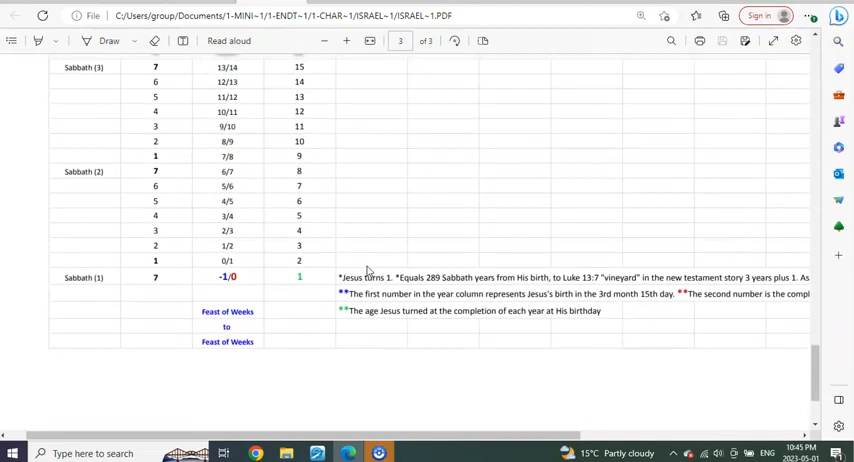 File C:/Users/group/Documents/1-MINI~1/1-ENDT~1/1-CHAR~1/ISRAEL~1/ISRAEL~1.PDF Sign in
Draw Read aloud 3 of 3
Sabbath (3) 7 13/14 15
6 12/13 14
5 11/12 13
4 10/11 12
3 9/10 11
2 8/9 10
1 7/8 9
Sabbath (2) 7 6/7 8
6 5/6 7
5 4/5 6
4 3/4 5
3 2/3 4
2 1/2 3
1 0/1 2
Sabbath (1) 7 -1/0 1 *Jesus turns 1. *Equals 289 Sabbath years from His birth, to Luke 13:7 "vineyard" in the new testament story 3 years plus 1. As
**The first number in the year column represents Jesus's birth in the 3rd month 15th day. **The second number is the compl
Feast of Weeks **The age Jesus turned at the completion of each year at His birthday
to
Feast of Weeks
Type here to search 15°C Partly cloudy ENG 10:45 PM
2023-05-01